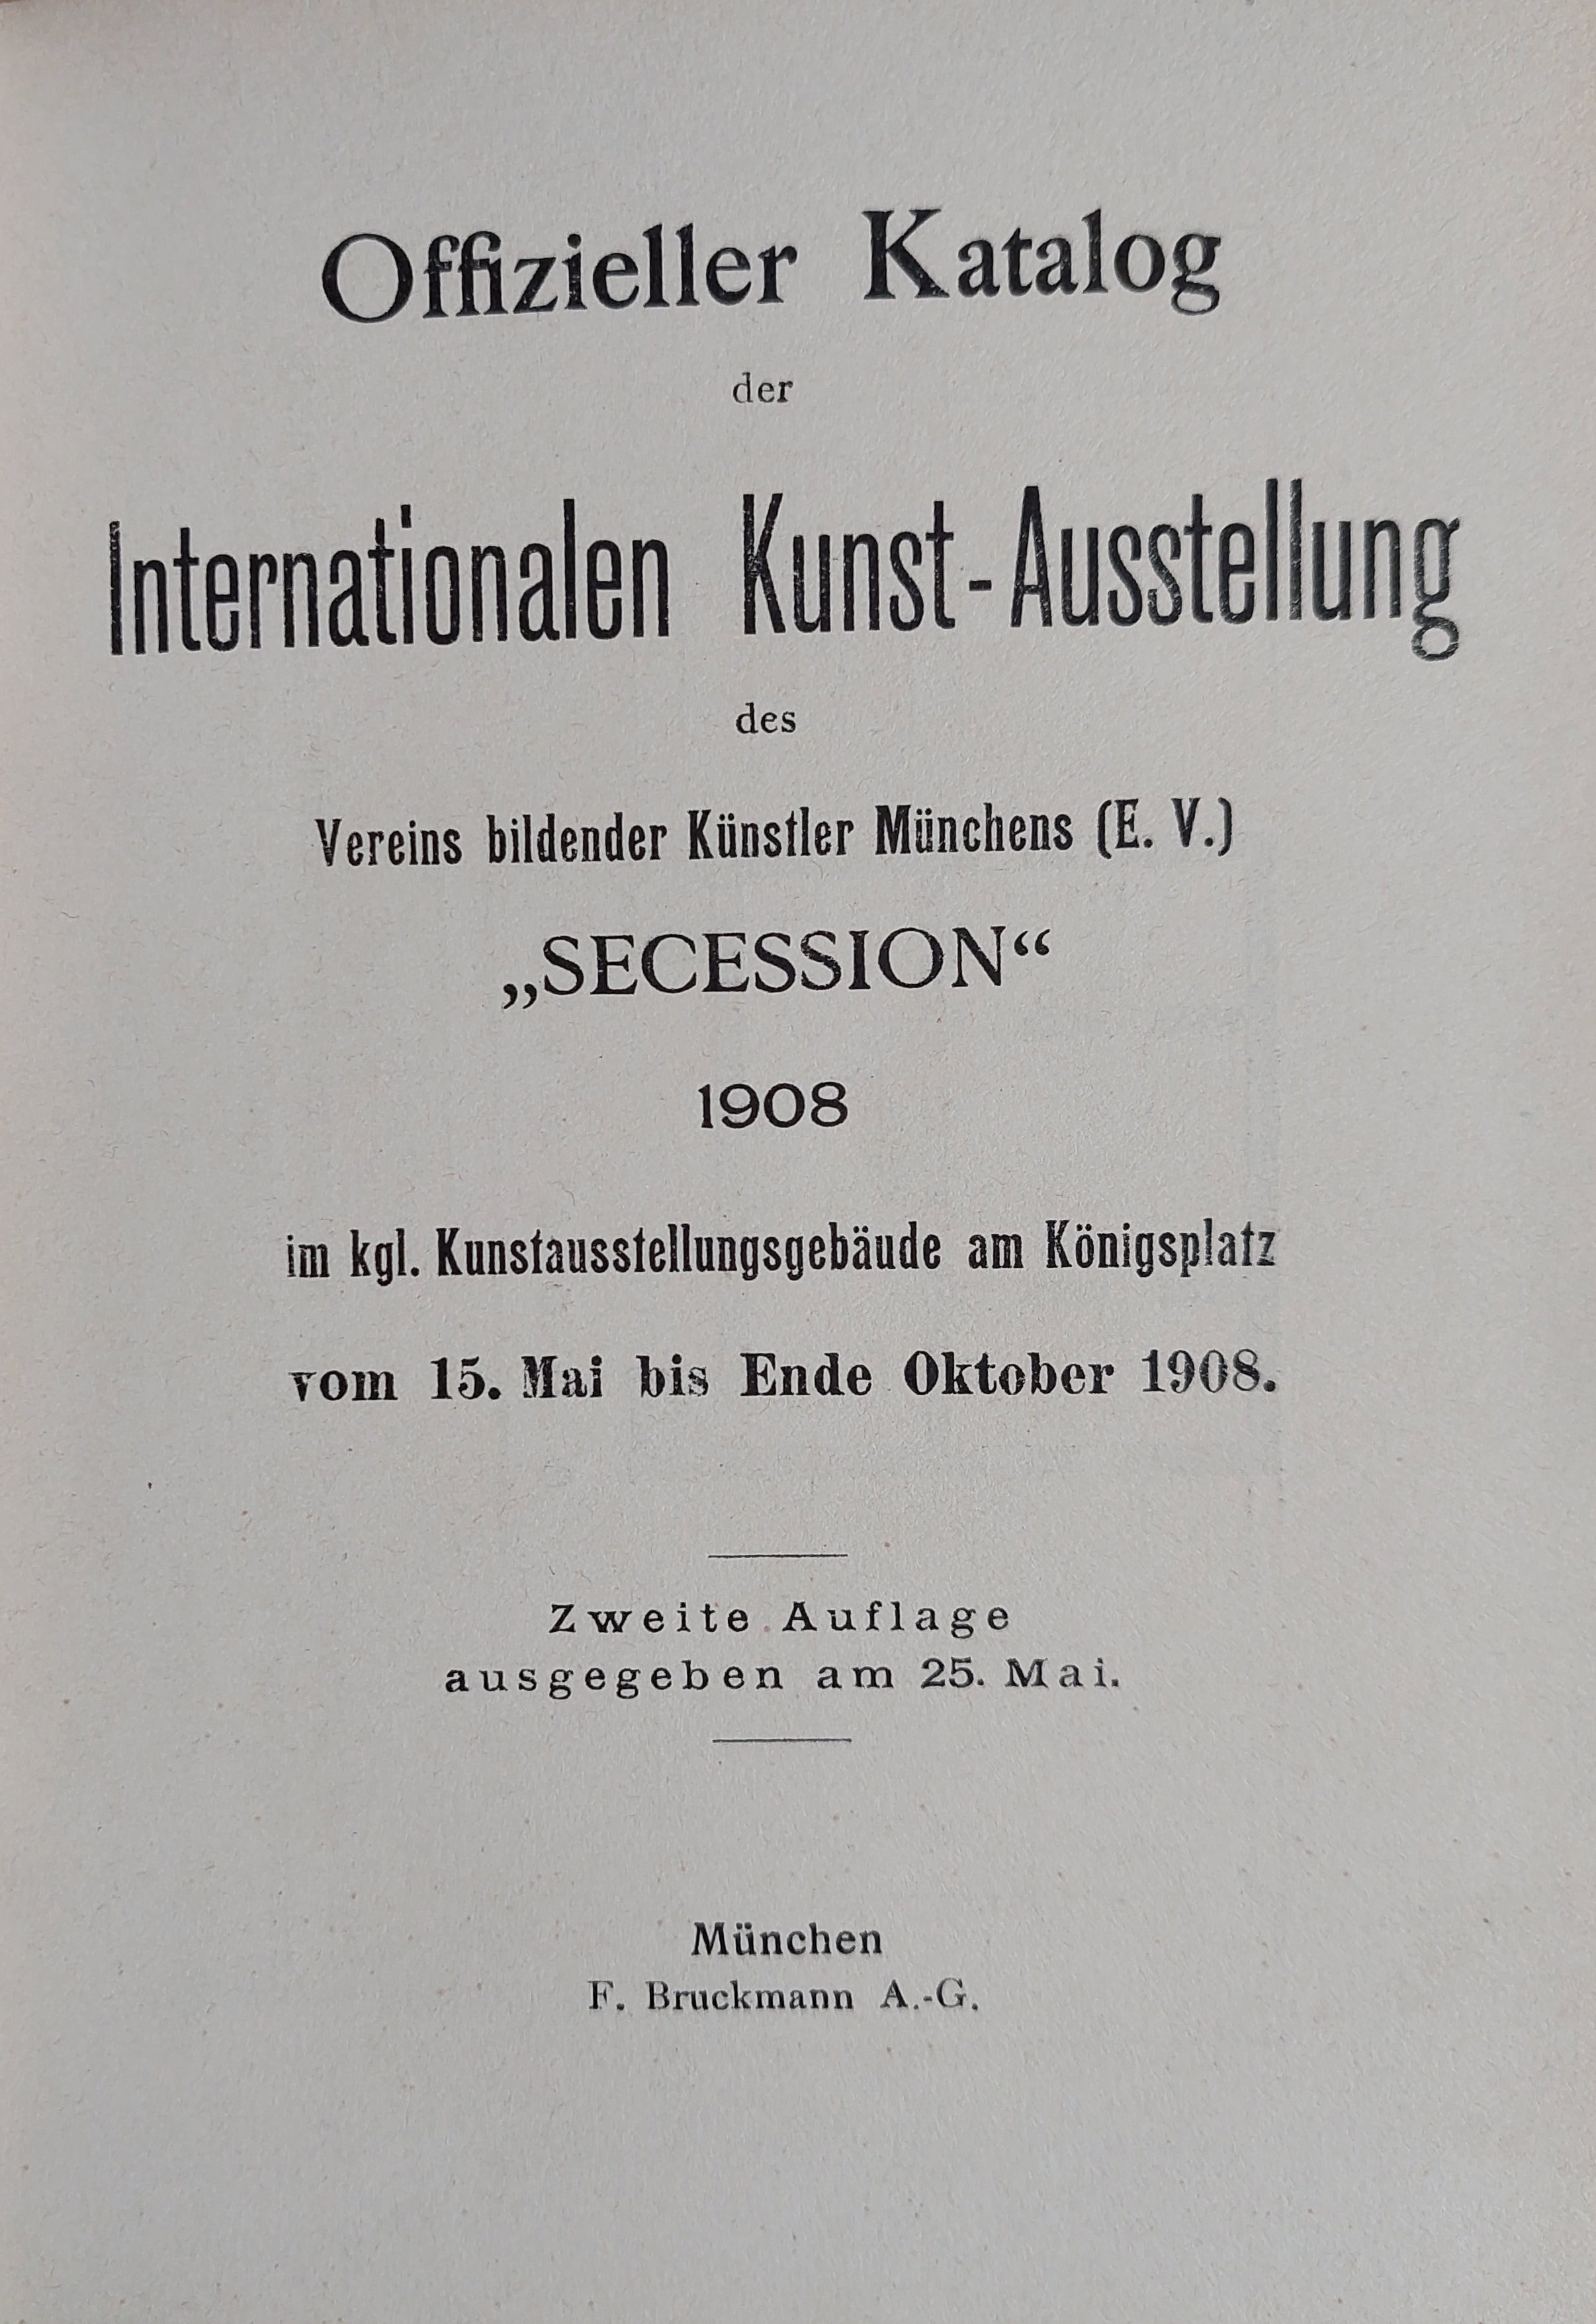 Offizieller Katalog
der
Internationalen Kunst-Ausstellung
des
Vereins bildender Künstler Münchens (E. V.)
„SECESSION“
1908
im kgl. Kunstausstellungsgebäude am Königsplatz
vom 15. Mai bis Ende Oktober 1908.
Zweite Auflage
ausgegeben am 25. Mai.
München
F. Bruckmann A.-G.